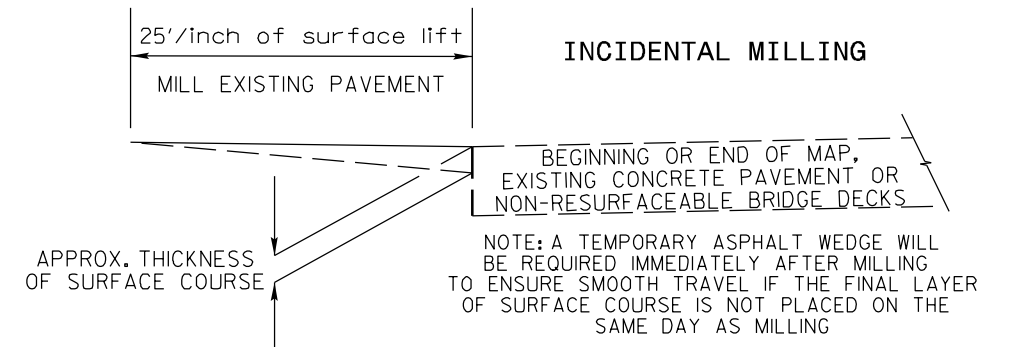 25'/inch of surface lift
INCIDENTAL MILLING
MILL EXISTING PAVEMENT
BEGINNING OR END OF MAP,
EXISTING CONCRETE PAVEMENT OR
NON-RESURFACEABLE BRIDGE DECKS
APPROX. THICKNESS
OF SURFACE COURSE
NOTE: A TEMPORARY ASPHALT WEDGE WILL
BE REQUIRED IMMEDIATELY AFTER MILLING
TO ENSURE SMOOTH TRAVEL IF THE FINAL LAYER
OF SURFACE COURSE IS NOT PLACED ON THE
SAME DAY AS MILLING